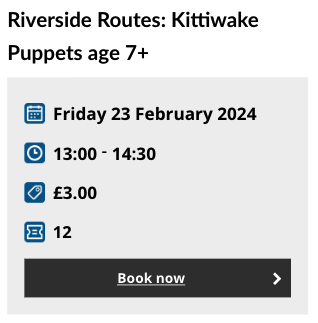 Riverside Routes: Kittiwake
Puppets age 7+
Friday 23 February 2024
13:00 - 14:30
£3.00
12
Book now